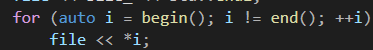 for (auto i = begin(); i != end(); ++i)
    file << *i;